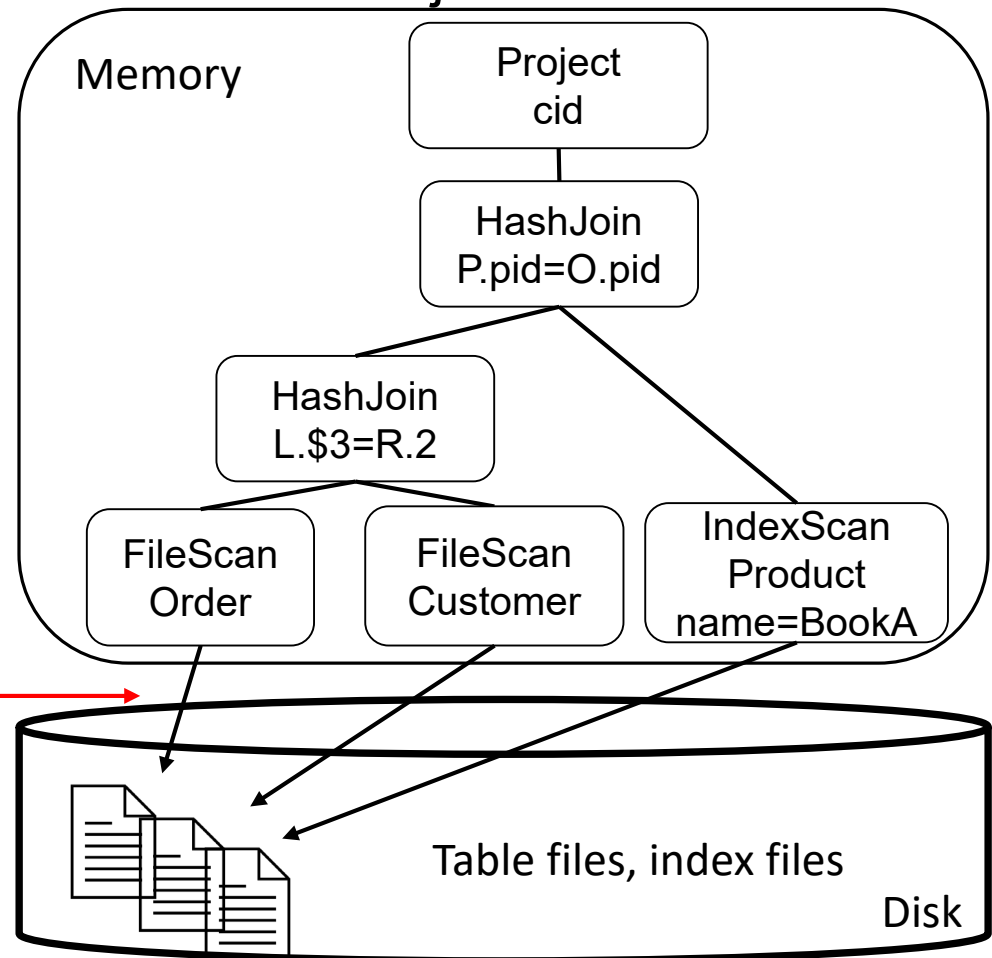 Memory
Project
cid
HashJoin
P.pid=O.pid
HashJoin
L.$3=R.2
FileScan
Order
FileScan
Customer
IndexScan
Product
name=BookA
Table files, index files
Disk